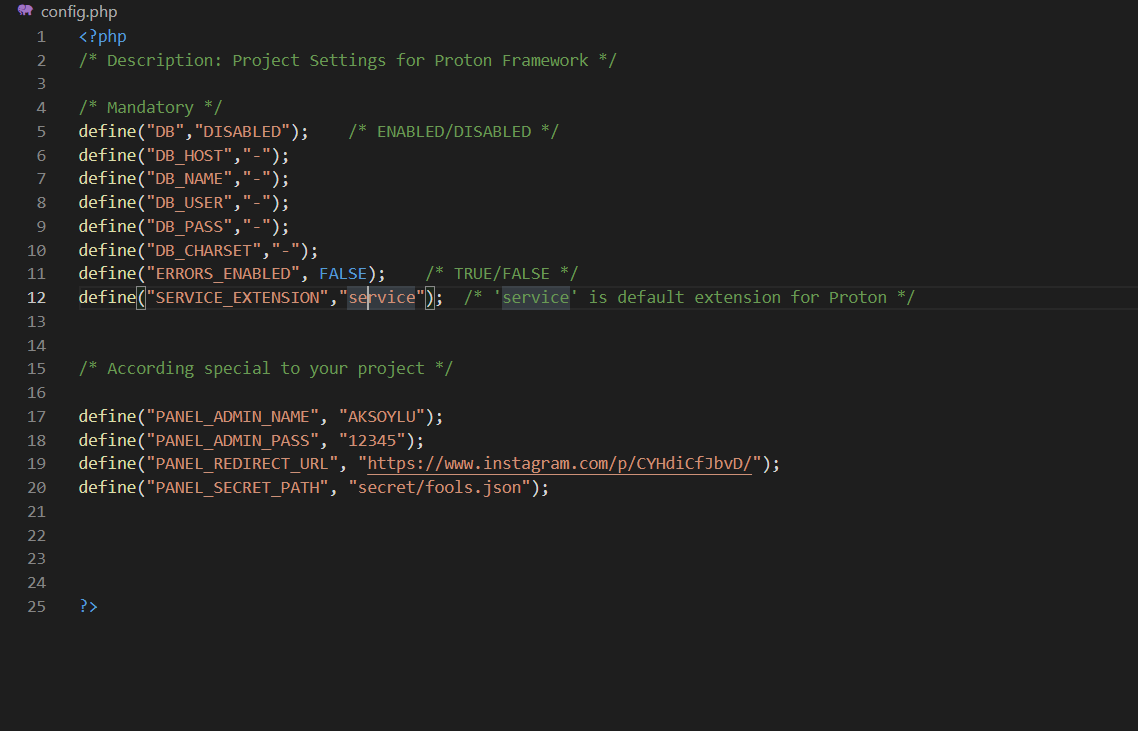 config.php
1 <?php
2 /* Description: Project Settings for Proton Framework */
3
4 /* Mandatory */
5 define("DB","DISABLED");    /* ENABLED/DISABLED */
6 define("DB_HOST","-");
7 define("DB_NAME","-");
8 define("DB_USER","-");
9 define("DB_PASS","-");
10 define("DB_CHARSET","-");
11 define("ERRORS_ENABLED", FALSE);    /* TRUE/FALSE */
12 define("SERVICE_EXTENSION","service");  /* 'service' is default extension for Proton */
13
14
15 /* According special to your project */
16
17 define("PANEL_ADMIN_NAME", "AKSOYLU");
18 define("PANEL_ADMIN_PASS", "12345");
19 define("PANEL_REDIRECT_URL", "https://www.instagram.com/p/CYHdiCfJbvD/");
20 define("PANEL_SECRET_PATH", "secret/fools.json");
21
22
23
24
25 ?>